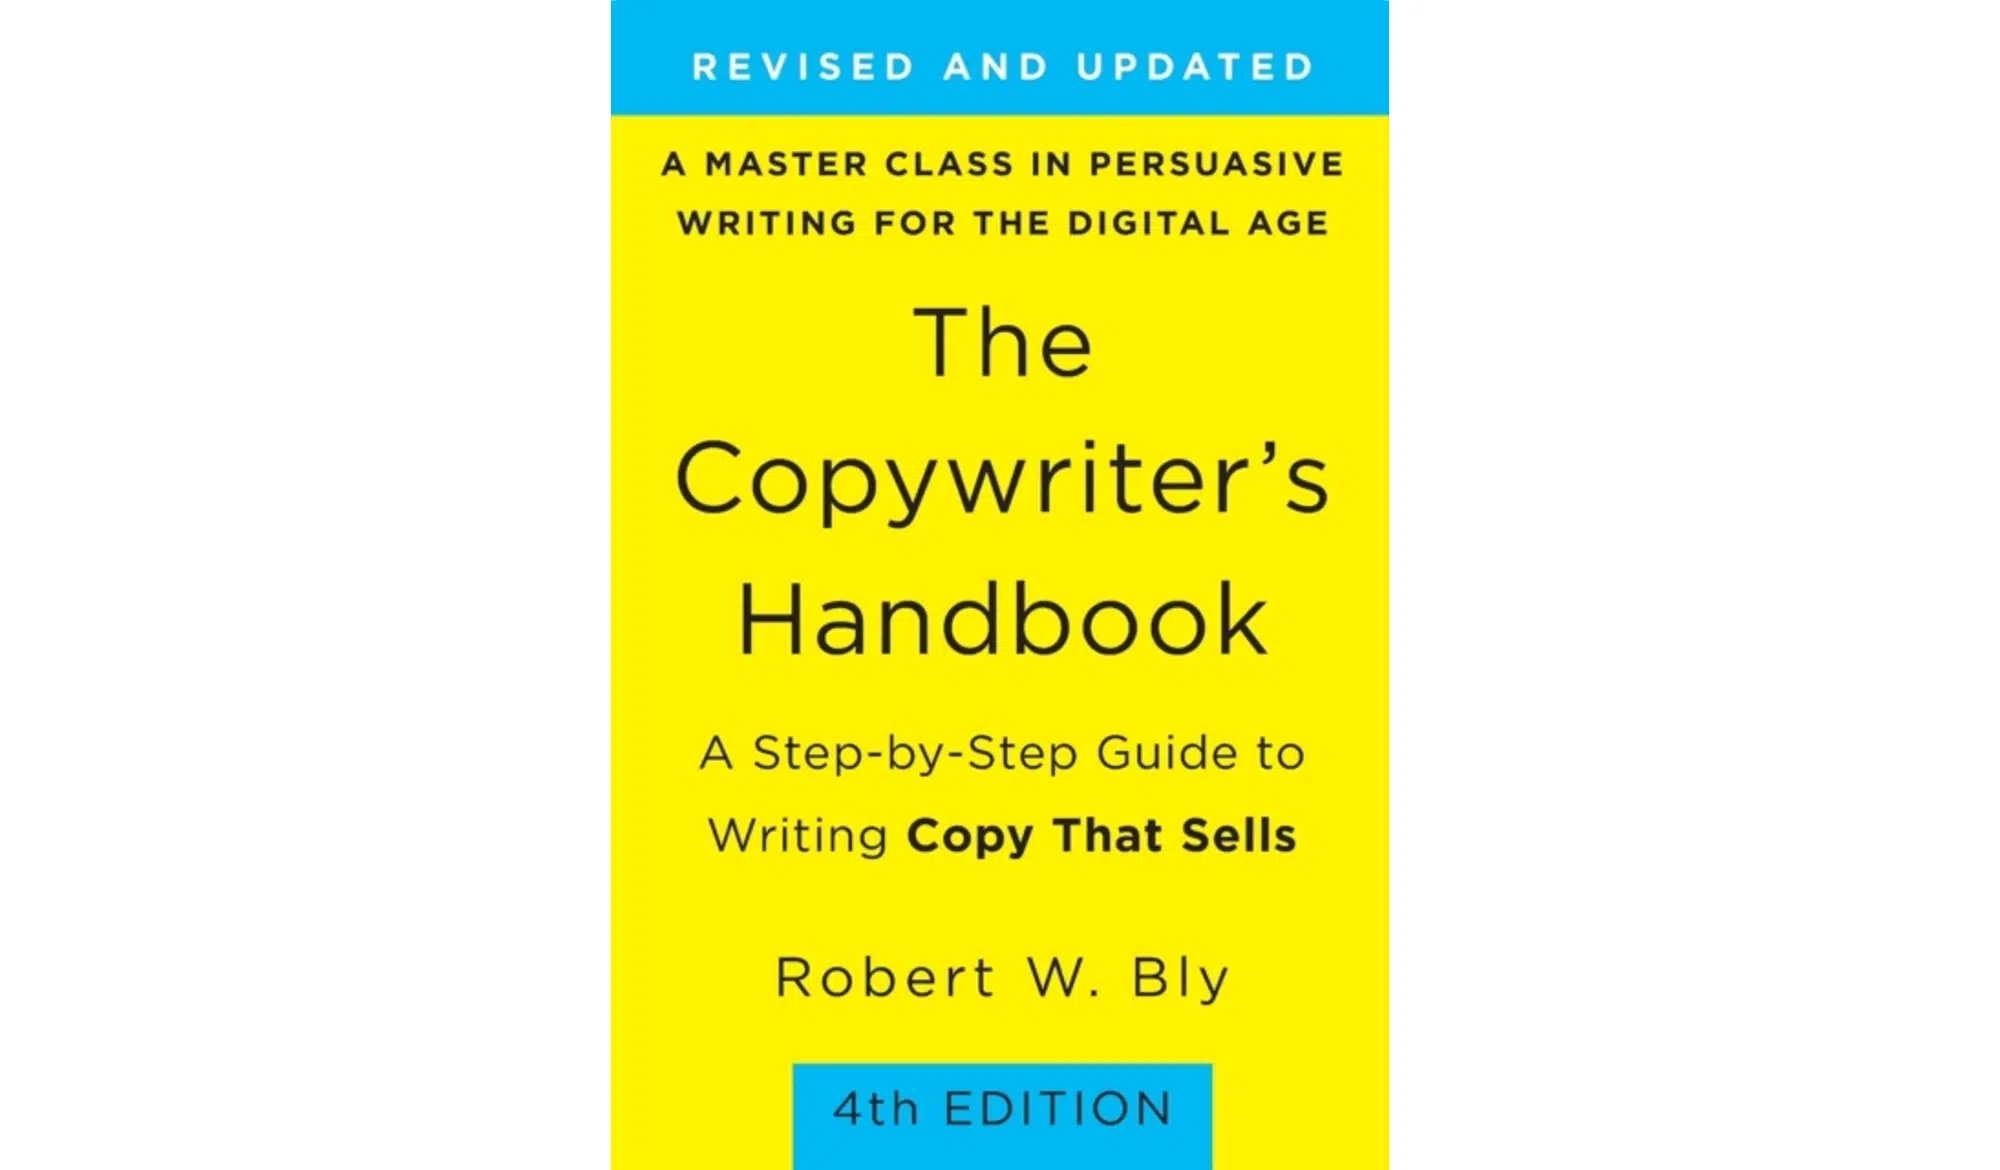 REVISED AND UPDATED
A MASTER CLASS IN PERSUASIVE
WRITING FOR THE DIGITAL AGE
The
Copywriter’s
Handbook
A Step-by-Step Guide to
Writing Copy That Sells
Robert W. Bly
4th EDITION